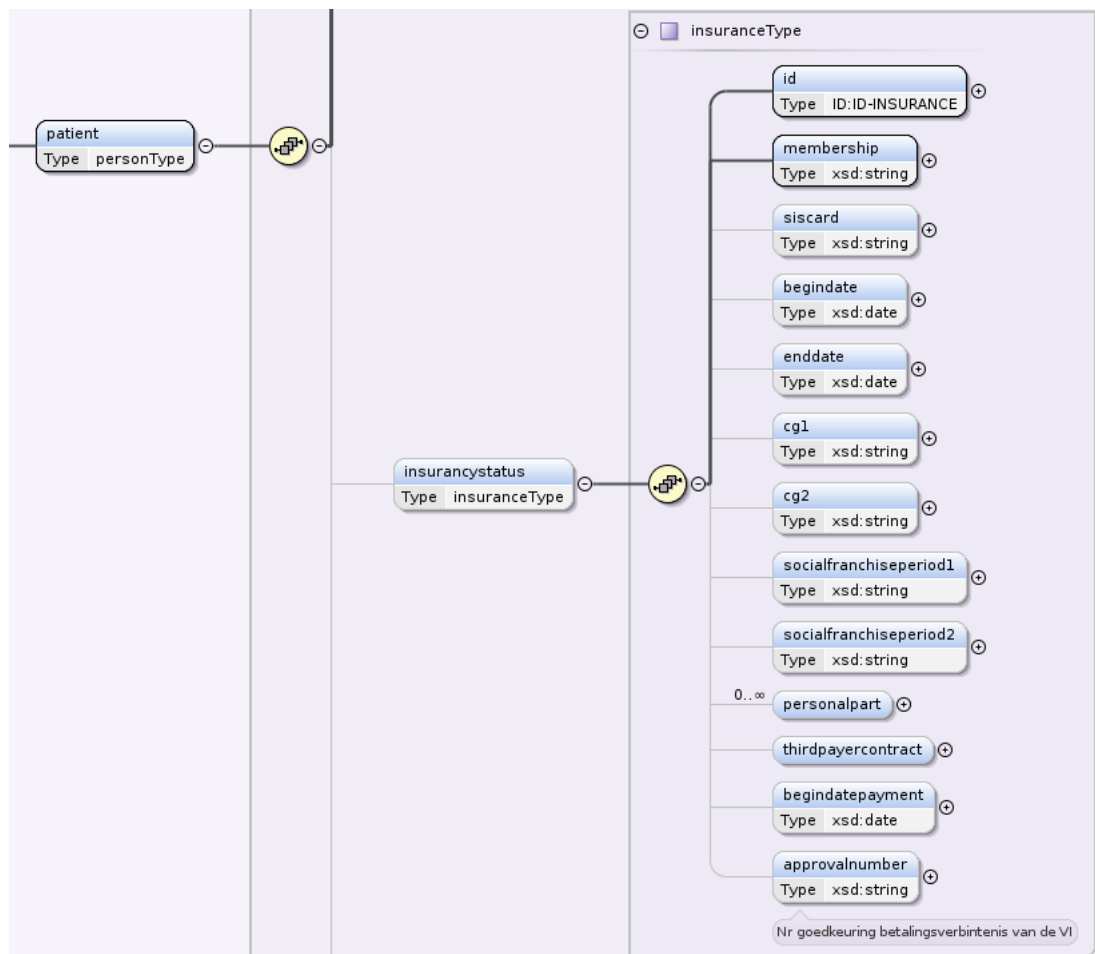 insuranceType
id
Type ID:ID-INSURANCE
patient
Type personType
membership
Type xsd:string
siscard
Type xsd:string
begindate
Type xsd:date
enddate
Type xsd:date
cg1
Type xsd:string
insurancystatus
Type insuranceType
cg2
Type xsd:string
socialfranchiseperiod1
Type xsd:string
socialfranchiseperiod2
Type xsd:string
0..∞
personalpart
thirdpayercontract
begindatepayment
Type xsd:date
approvalnumber
Type xsd:string
Nr goedkeuring betalingsverbintenis van de VI